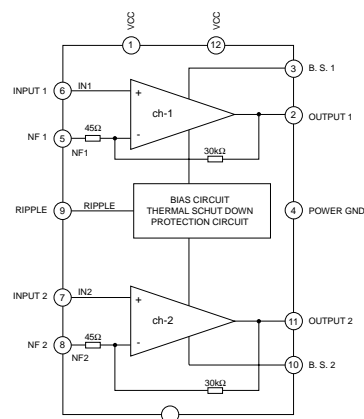 VCC
VCC
1
12
3
B. S. 1
INPUT 1
6
IN1
+
ch-1
2
OUTPUT 1
NF 1
5
45Ω
NF1
-
30kΩ
BIAS CIRCUIT
THERMAL SCHUT DOWN
PROTECTION CIRCUIT
RIPPLE
9
RIPPLE
4
POWER GND
INPUT 2
7
IN2
+
ch-2
11
OUTPUT 2
NF 2
8
45Ω
NF2
-
10
B. S. 2
30kΩ